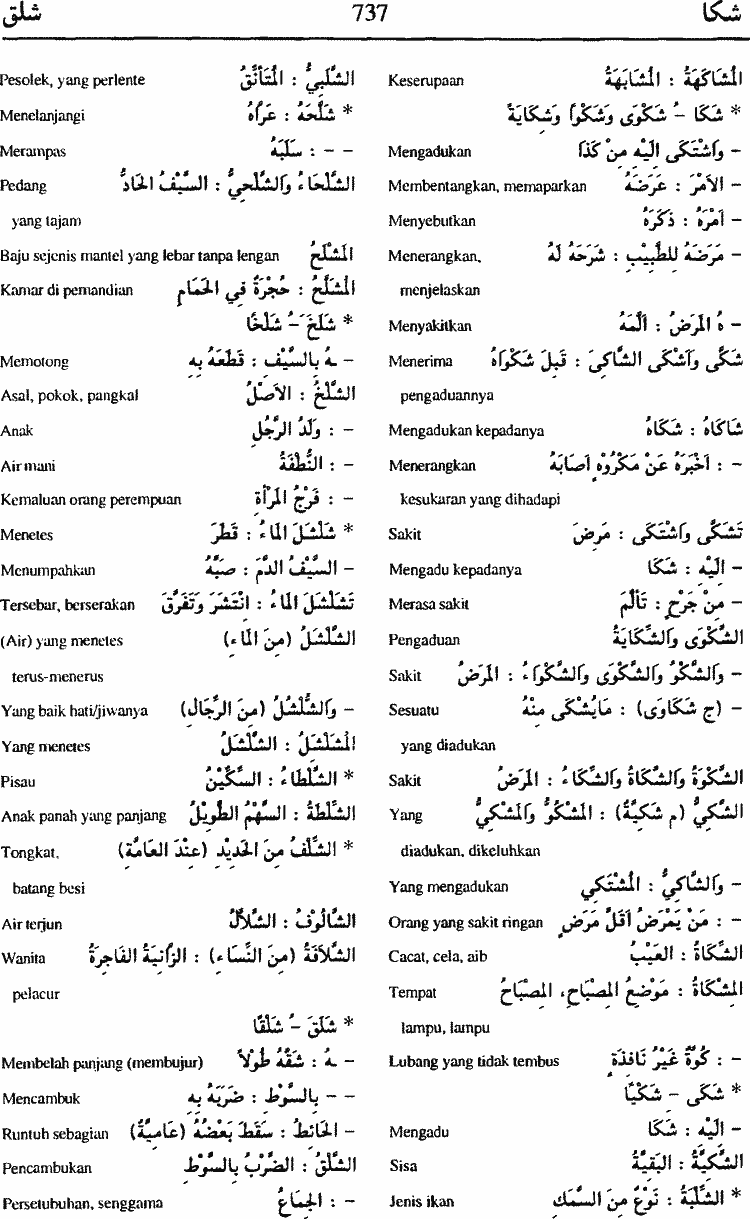 شكا 737 شلق
المُشَاكَهَةُ : المُشَابَهَةُ Keserupaan
* شَكَا - شَكْوَى وَشَكْوًا وَشِكَايَةً
- وَاشْتَكَى اِلَيْهِ مِنْ كَذَا Mengadukan
- الاَمْرَ : عَرَضَهُ Membentangkan, memaparkan
- اَمْرَهُ : ذَكَرَهُ Menyebutkan
- مَرَضَهُ لِلطَّبِيْبِ : شَرَحَهُ لَهُ Menerangkan,
menjelaskan
- هُ المَرَضُ : آلَمَهُ Menyakitkan
شَكَّى وَاَشْكَى الشَّاكِيَ : قَبِلَ شَكْوَاهُ Menerima
pengaduannya
شَاكَاهُ : شَكَاهُ Mengadukan kepadanya
- : اَخْبَرَهُ عَنْ مَكْرُوْهٍ اَصَابَهُ Menerangkan
kesukaran yang dihadapi
تَشَكَّى وَاشْتَكَى : مَرِضَ Sakit
- اِلَيْهِ : شَكَا Mengadu kepadanya
- مِنْ جَرْحٍ : تَأَلَّمَ Merasa sakit
الشَّكْوَى وَالشِّكَايَةُ Pengaduan
- وَالشَّكْوُ وَالشَّكْوَى وَالشَّكْوَاءُ : المَرَضُ Sakit
- (ج شَكَاوَى) : مَايُشْكَى مِنْهُ Sesuatu
yang diadukan
الشَّكْوَةُ وَالشَّكَاةُ وَالشَّكَاءُ : المَرَضُ Sakit
الشَّكِيُّ (م شَكِيَّةٌ) : المَشْكُوُّ وَالمَشْكِيُّ Yang
diadukan, dikeluhkan
- وَالشَّاكِيُّ : المُشْتَكِي Yang mengadukan
- : مَنْ يَمْرَضُ اَقَلَّ مَرَضٍ Orang yang sakit ringan
الشَّكَاةُ : العَيْبُ Cacat, cela, aib
المِشْكَاةُ : مَوْضِعُ المِصْبَاحِ، المِصْبَاحُ Tempat
lampu, lampu
- : كُوَّةٌ غَيْرُ نَافِذَةٍ Lubang yang tidak tembus
* شَكَى - شَكْيًا
- اِلَيْهِ : شَكَا Mengadu
الشَّكِيَّةُ : البَقِيَّةُ Sisa
* الشَّلْبَةُ : نَوْعٌ مِنَ السَّمَكِ Jenis ikan
الشَّلَبِيُّ : المُتَأَنِّقُ Pesolek, yang perlente
* شَلَّحَهُ : عَرَّاهُ Menelanjangi
- - : سَلَبَهُ Merampas
الشَّلْحَاءُ وَالشَّلْحِيُّ : السَّيْفُ الحَادُّ Pedang
yang tajam
المَشْلَحُ Baju sejenis mantel yang lebar tanpa lengan
المُشَلَّحُ : حُجْرَةٌ فِي الحَمَامِ Kamar di pemandian
* شَلَخَ - شَلْخًا
- هُ بِالسَّيْفِ : قَطَعَهُ بِهِ Memotong
الشَّلْخُ : الاَصْلُ Asal, pokok, pangkal
- : وَلَدُ الرَّجُلِ Anak
- : النُّطْفَةُ Air mani
- : فَرْجُ المَرْأَةِ Kemaluan orang perempuan
* شَلْشَلَ المَاءُ : قَطَرَ Menetes
- السَّيْفُ الدَّمَ : صَبَّهُ Menumpahkan
تَشَلْشَلَ المَاءُ : انْتَشَرَ وَتَفَرَّقَ Tersebar, berserakan
الشَّلْشَلُ (مِنَ المَاءِ) (Air) yang menetes
terus-menerus
- وَالشُّلْشُلُ (مِنَ الرِّجَالِ) Yang baik hati/jiwanya
المُشَلْشَلُ : الشَّلْشَلُ Yang menetes
* الشَّلْطَاءُ : السِّكِّيْنُ Pisau
الشَّلْطَةُ : السَّهْمُ الطَّوِيْلُ Anak panah yang panjang
* الشَّلْفُ مِنَ الحَدِيْدِ (عِنْدَ العَامَّةِ) Tongkat,
batang besi
الشَّالُوْفُ : الشَّلاَّلُ Air terjun
الشَّلاَّفَةُ (مِنَ النِّسَاءِ) : الزَّانِيَةُ الفَاجِرَةُ Wanita
pelacur
* شَلَقَ - شَلْقًا
- هُ : شَقَّهُ طُوْلاً Membelah panjang (membujur)
- - بِالسَّوْطِ : ضَرَبَهُ بِهِ Mencambuk
- الحَائِطُ : سَقَطَ بَعْضُهُ (عَامِيَّةٌ) Runtuh sebagian
الشَّلْقُ : الضَّرْبُ بِالسَّوْطِ Pencambukan
- : الجِمَاعُ Persetubuhan, senggama